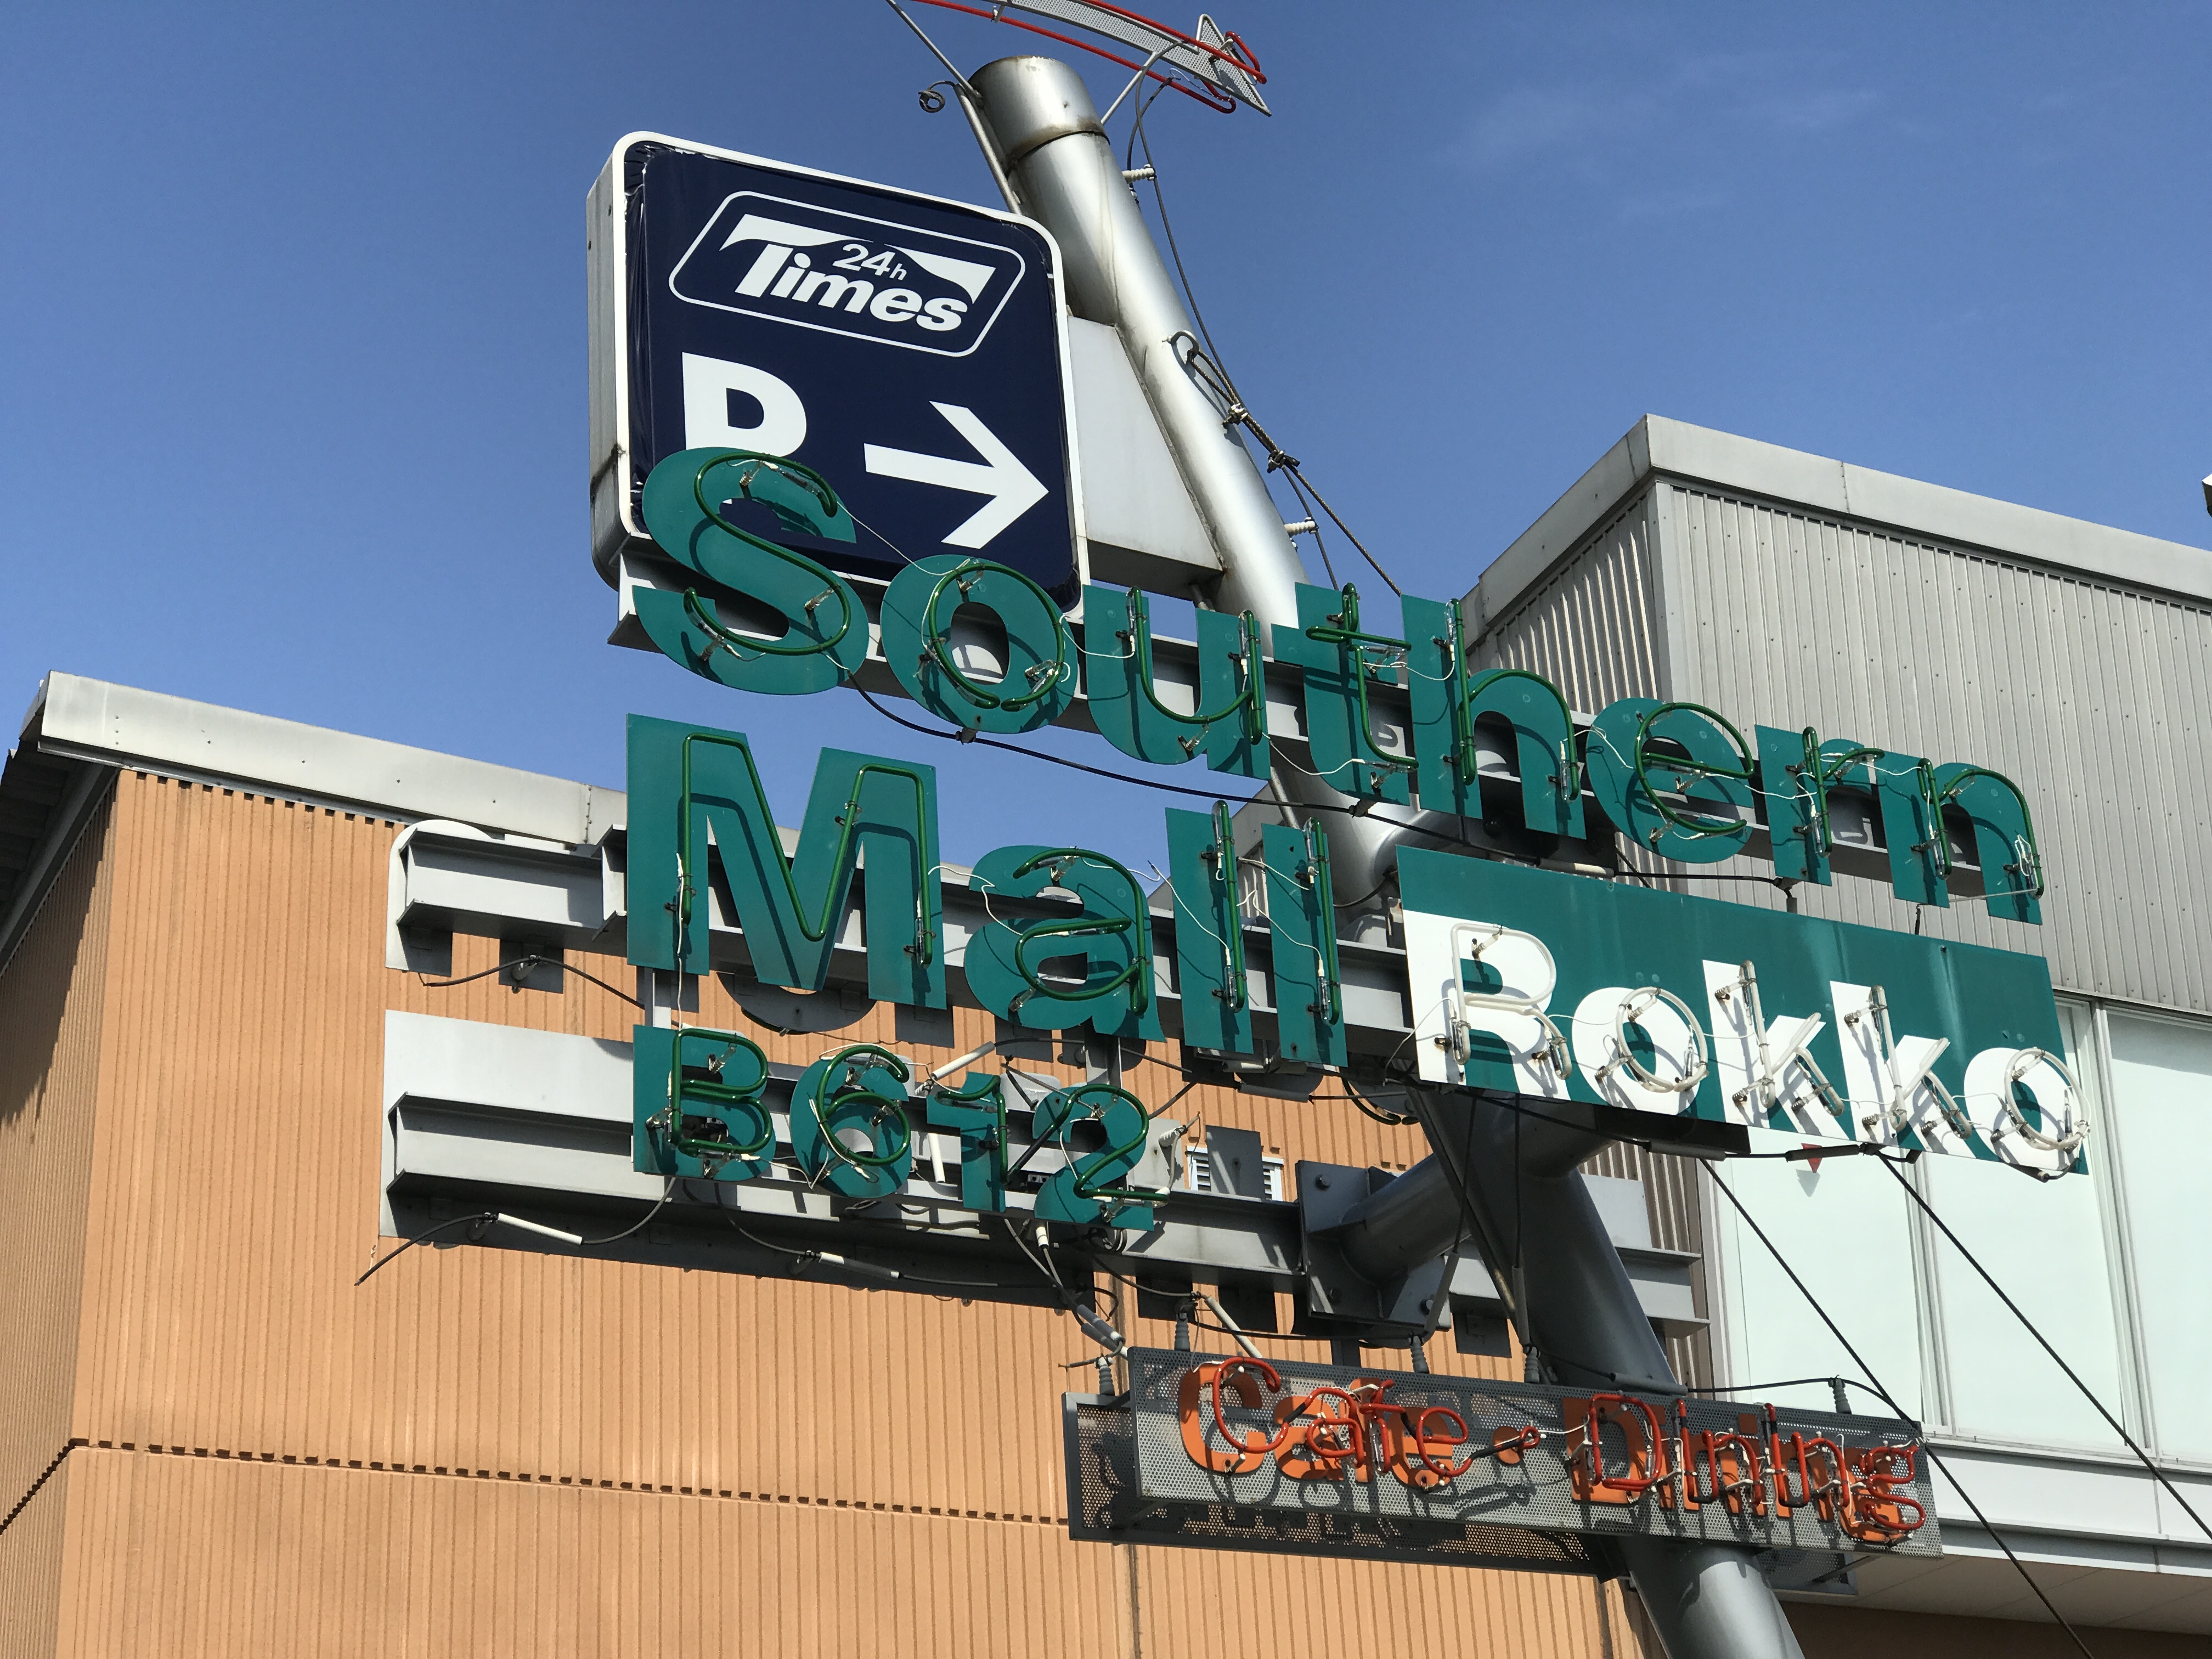 24h
Times
P →
Southern
Mall Rokko
B612
Cafe・Dining